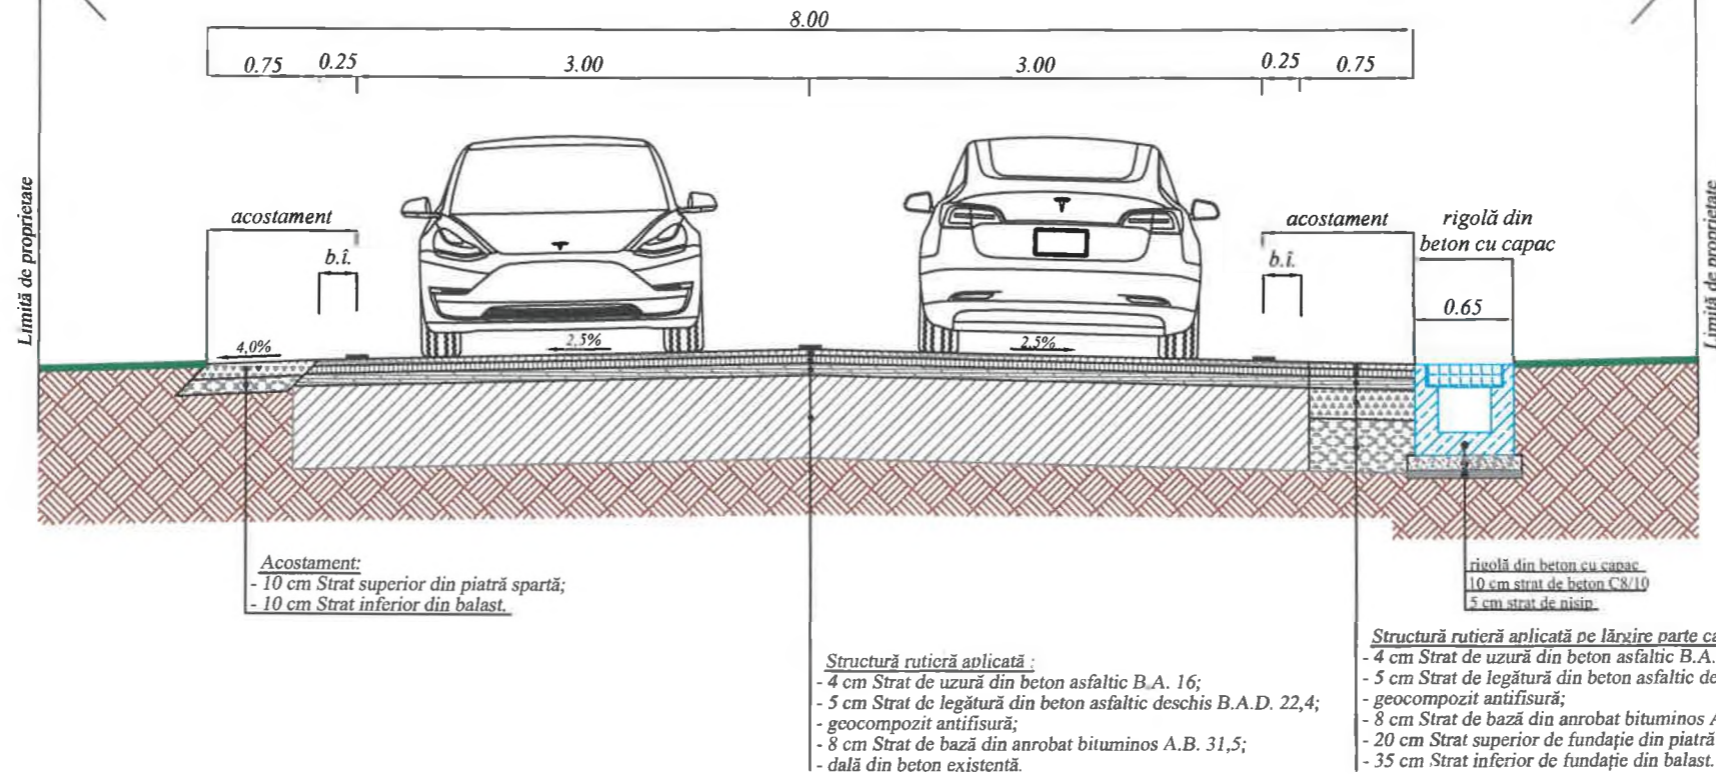 8.00
0.75 0.25 3.00 3.00 0.25 0.75
Limită de proprietate
acostament
b.î.
acostament
b.î.
rigolă din
beton cu capac
0.65
Limită de proprietate
4,0%
2,5%
2,5%
Acostament:
- 10 cm Strat superior din piatră spartă;
- 10 cm Strat inferior din balast.
rigolă din beton cu capac
10 cm strat de beton C8/10
5 cm strat de nisip
Structură rutieră aplicată :
- 4 cm Strat de uzură din beton asfaltic B.A. 16;
- 5 cm Strat de legătură din beton asfaltic deschis B.A.D. 22,4;
- geocompozit antifisură;
- 8 cm Strat de bază din anrobat bituminos A.B. 31,5;
- dală din beton existentă.
Structură rutieră aplicată pe lărgire parte ca
- 4 cm Strat de uzură din beton asfaltic B.A.
- 5 cm Strat de legătură din beton asfaltic de
- geocompozit antifisură;
- 8 cm Strat de bază din anrobat bituminos A
- 20 cm Strat superior de fundație din piatră
- 35 cm Strat inferior de fundație din balast.